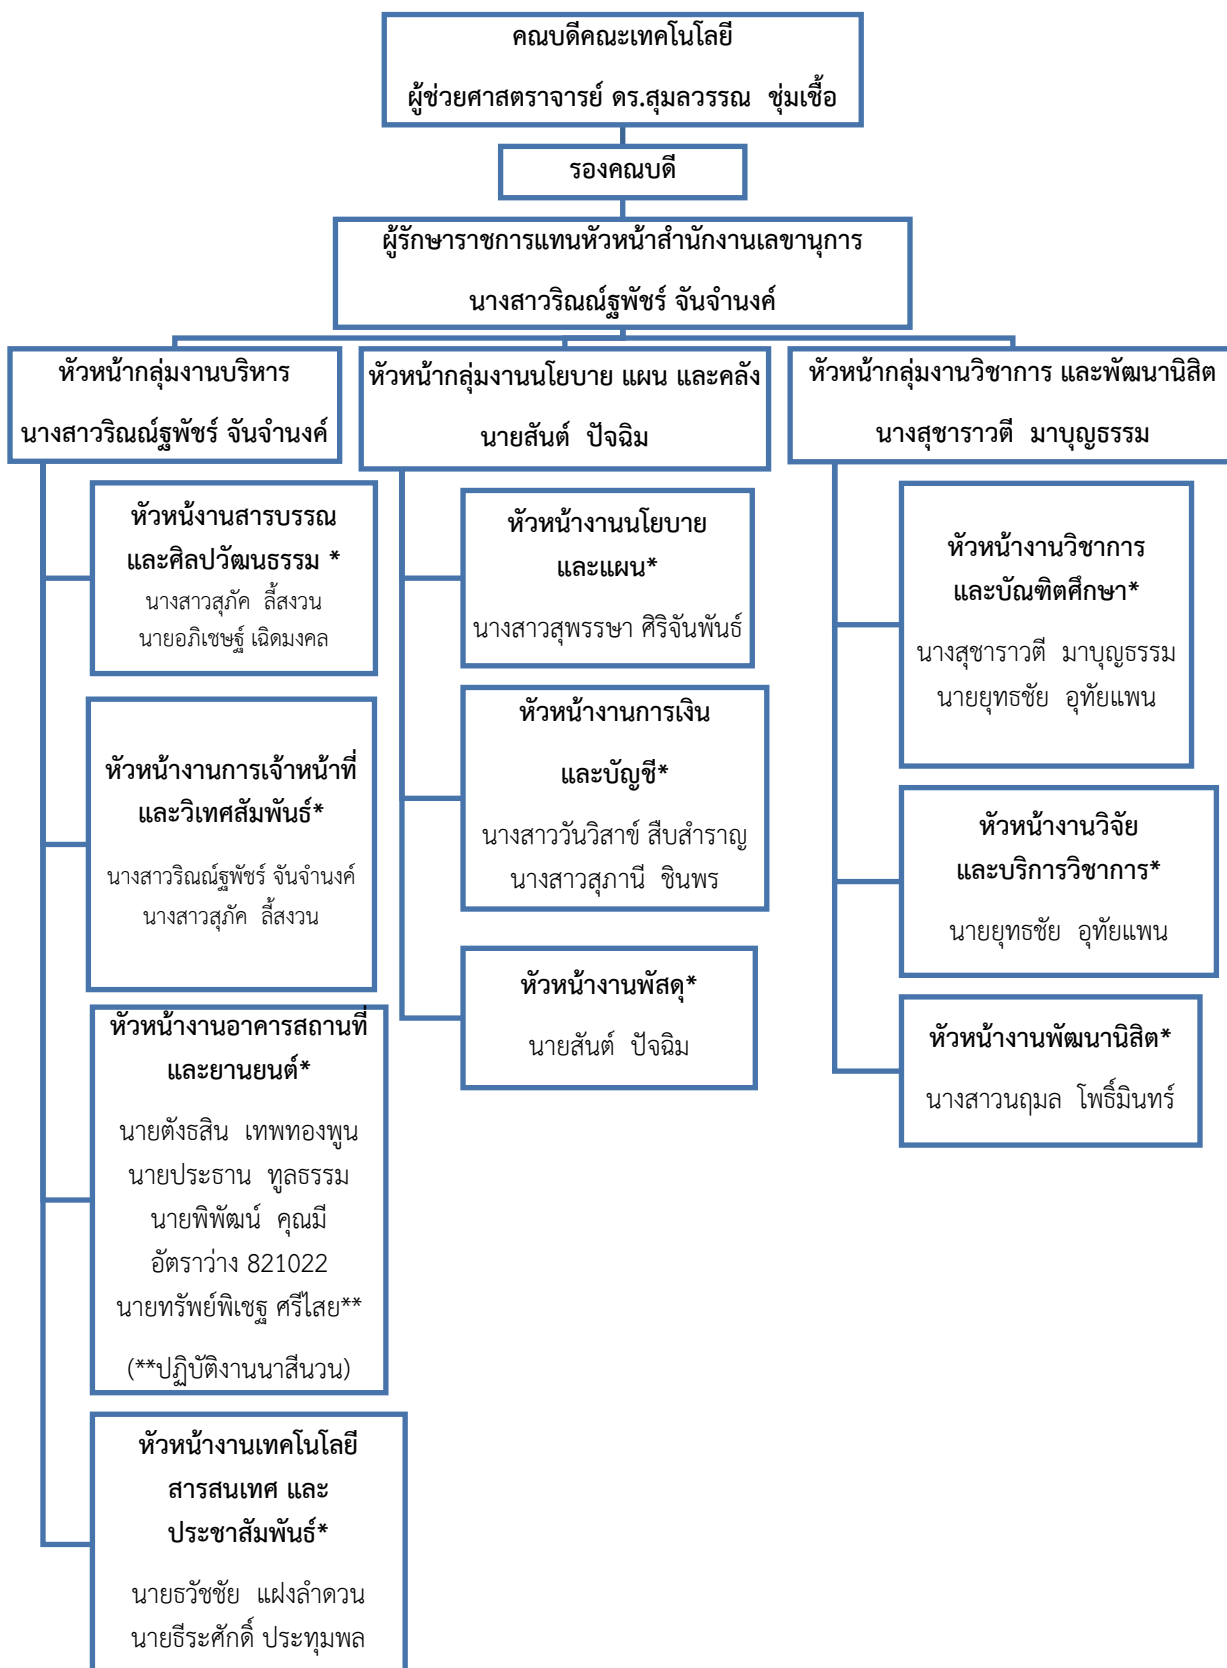 คณบดีคณะเทคโนโลยี
ผู้ช่วยศาสตราจารย์ ดร.สุมลวรรณ ชุ่มเชื้อ
รองคณบดี
ผู้รักษาราชการแทนหัวหน้าสำนักงานเลขานุการ
นางสาวริณณ์ฐพัชร์ จันจำนงค์
หัวหน้ากลุ่มงานบริหาร
นางสาวริณณ์ฐพัชร์ จันจำนงค์
หัวหน้างานสารบรรณ
และศิลปวัฒนธรรม *
นางสาวสุภัค ลี้สงวน
นายอภิเชษฐ์ เฉิดมงคล
หัวหน้างานการเจ้าหน้าที่
และวิเทศสัมพันธ์*
นางสาวริณณ์ฐพัชร์ จันจำนงค์
นางสาวสุภัค ลี้สงวน
หัวหน้างานอาคารสถานที่
และยานยนต์*
นายตังธสิน เทพทองพูน
นายประธาน ทูลธรรม
นายพิพัฒน์ คุณมี
อัตราว่าง 821022
นายทรัพย์พิเชฐ ศรีไสย**
(**ปฏิบัติงานนาสีนวน)
หัวหน้างานเทคโนโลยี
สารสนเทศ และ
ประชาสัมพันธ์*
นายธวัชชัย แฝงลำดวน
นายธีระศักดิ์ ประทุมพล
หัวหน้ากลุ่มงานนโยบาย แผน และคลัง
นายสันต์ ปัจฉิม
หัวหน้างานนโยบาย
และแผน*
นางสาวสุพรรษา ศิริจันพันธ์
หัวหน้างานการเงิน
และบัญชี*
นางสาววันวิสาข์ สืบสำราญ
นางสาวสุภานี ชินพร
หัวหน้างานพัสดุ*
นายสันต์ ปัจฉิม
หัวหน้ากลุ่มงานวิชาการ และพัฒนานิสิต
นางสุชาราวตี มาบุญธรรม
หัวหน้างานวิชาการ
และบัณฑิตศึกษา*
นางสุชาราวตี มาบุญธรรม
นายยุทธชัย อุทัยแพน
หัวหน้างานวิจัย
และบริการวิชาการ*
นายยุทธชัย อุทัยแพน
หัวหน้างานพัฒนานิสิต*
นางสาวนฤมล โพธิ์มินทร์